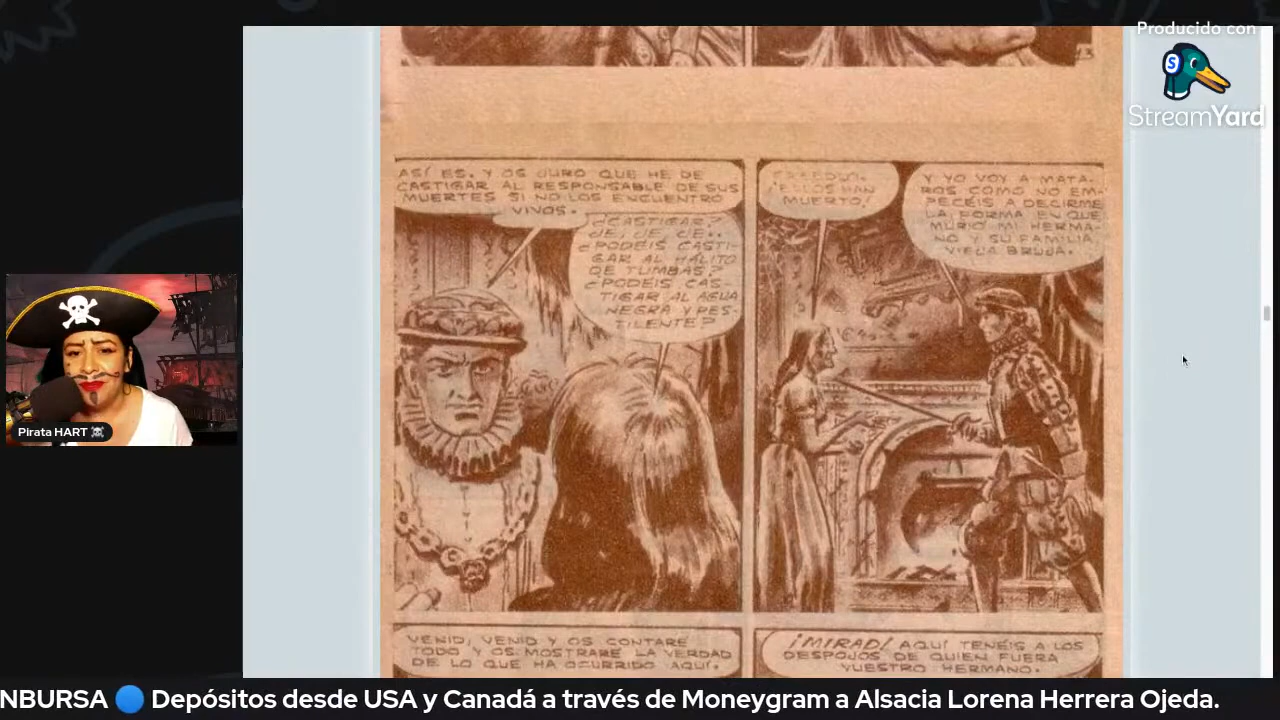 Producido con
StreamYard
ASÍ ES. Y OS JURO QUE HE DE
CASTIGAR AL RESPONSABLE DE SUS
MUERTES SI NO LOS ENCUENTRO
VIVOS.
¿CASTIGAR?
JE, JE, JE..
¿PODÉIS CASTI-
GAR AL HÁLITO
DE TUMBAS?
¿PODÉIS CAS-
TIGAR AL AGUA
NEGRA Y PES-
TILENTE?
¡ELLOS HAN
MUERTO!
Y YO VOY A MATA-
ROS COMO NO EM-
PECÉIS A DECIRME
LA FORMA EN QUE
MURIÓ MI HERMA-
NO Y SU FAMILIA,
VIEJA BRUJA.
VENID, VENID Y OS CONTARÉ
TODO Y OS MOSTRARÉ LA VERDAD
DE LO QUE HA OCURRIDO AQUÍ.
¡MIRAD! AQUÍ TENÉIS A LOS
DESPOJOS DE QUIEN FUERA
VUESTRO HERMANO.
Pirata HART ☠
NBURSA 🔵 Depósitos desde USA y Canadá a través de Moneygram a Alsacia Lorena Herrera Ojeda.